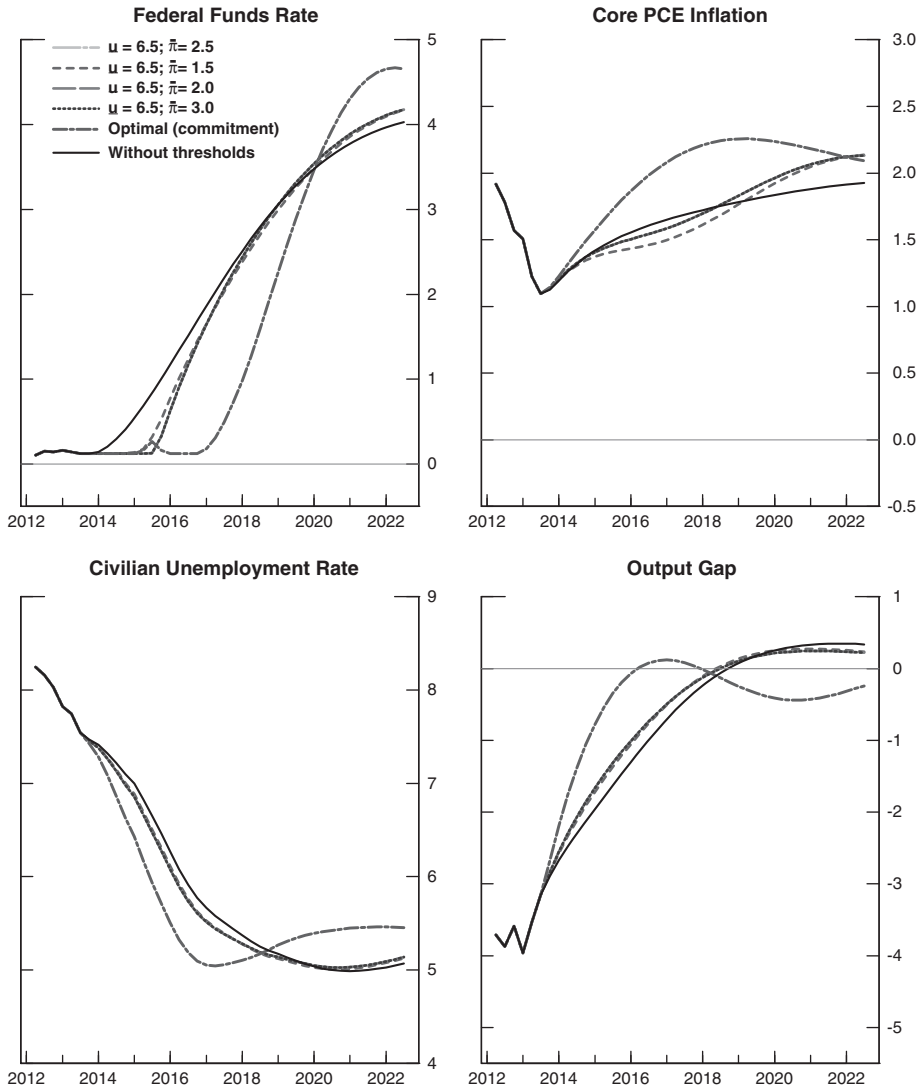 Federal Funds Rate
u = 6.5; π̄= 2.5
u = 6.5; π̄= 1.5
u = 6.5; π̄= 2.0
u = 6.5; π̄= 3.0
Optimal (commitment)
Without thresholds
5
4
3
2
1
0
2012 2014 2016 2018 2020 2022
Core PCE Inflation
3.0
2.5
2.0
1.5
1.0
0.5
0.0
-0.5
2012 2014 2016 2018 2020 2022
Civilian Unemployment Rate
9
8
7
6
5
4
2012 2014 2016 2018 2020 2022
Output Gap
1
0
-1
-2
-3
-4
-5
2012 2014 2016 2018 2020 2022